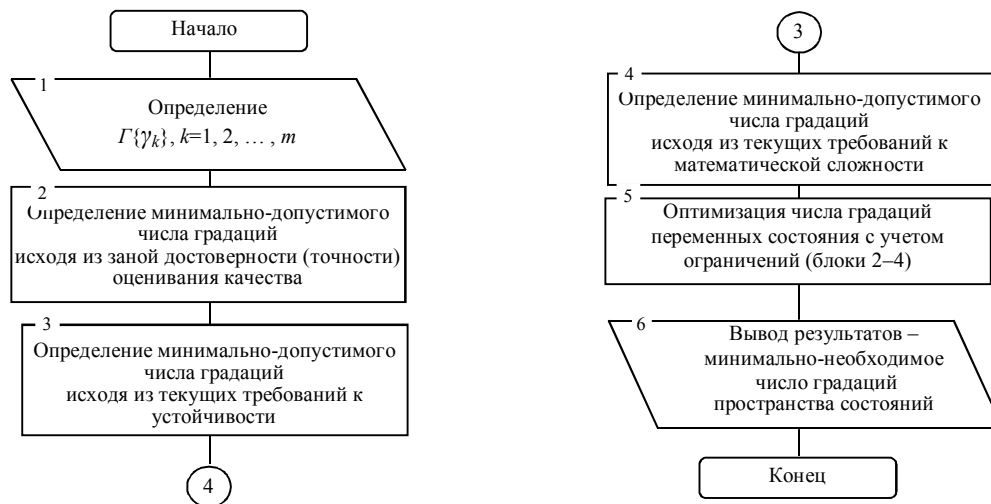 Начало
1
Определение
Γ{γk}, k=1, 2, … , m
2
Определение минимально-допустимого
числа градаций
исходя из заной достоверности (точности)
оценивания качества
3
Определение минимально-допустимого
числа градаций
исходя из текущих требований к
устойчивости
4
3
4
Определение минимально-допустимого
числа градаций
исходя из текущих требований к
математической сложности
5
Оптимизация числа градаций
переменных состояния с учетом
ограничений (блоки 2–4)
6
Вывод результатов –
минимально-необходимое
число градаций
пространства состояний
Конец